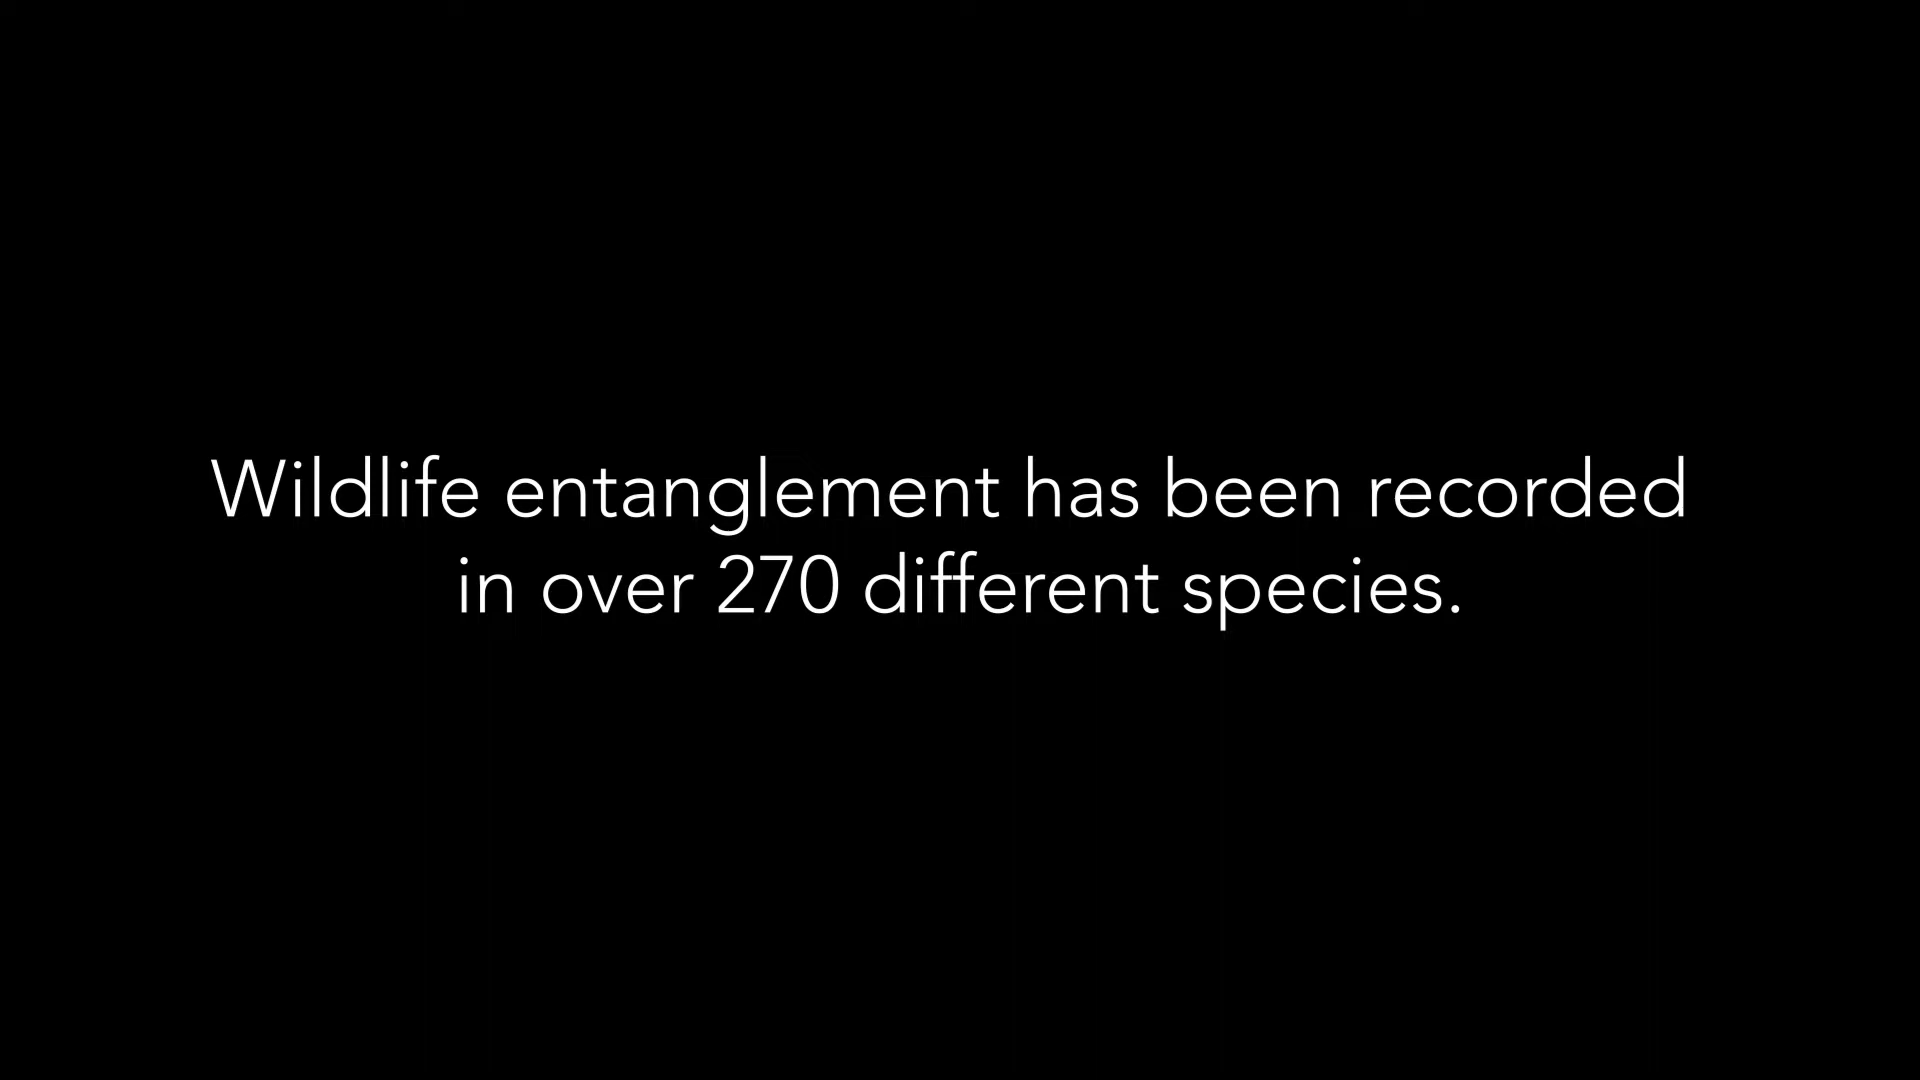 Wildlife entanglement has been recorded
in over 270 different species.